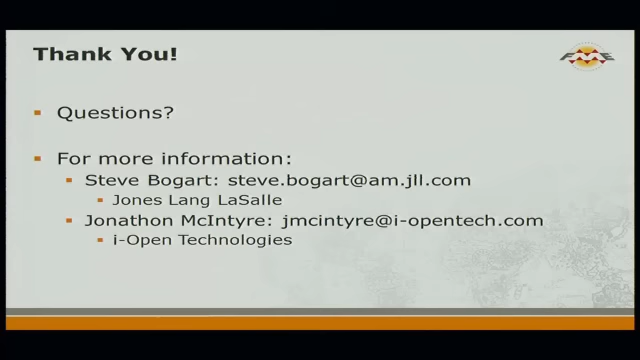 Thank You!
FME
Questions?
For more information:
Steve Bogart: steve.bogart@am.jll.com
Jones Lang LaSalle
Jonathon McIntyre: jmcintyre@i-opentech.com
i-Open Technologies